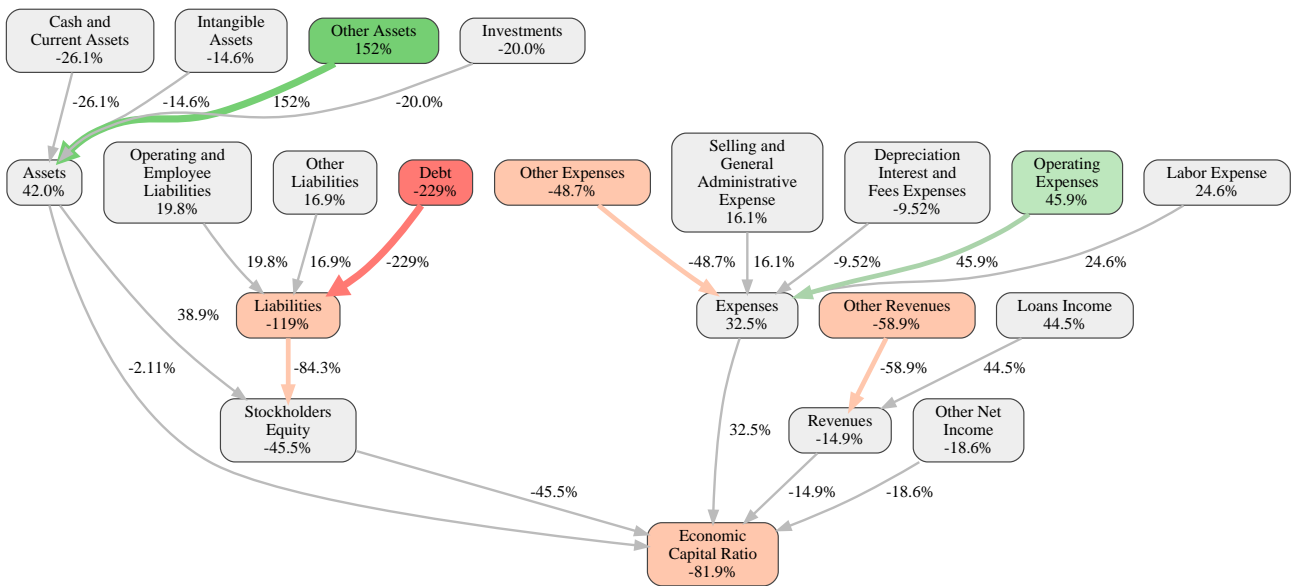 Cash and
Current Assets
-26.1%
Intangible
Assets
-14.6%
Other Assets
152%
Investments
-20.0%
-26.1%
-14.6%
152%
-20.0%
Assets
42.0%
Operating and
Employee
Liabilities
19.8%
Other
Liabilities
16.9%
Debt
-229%
Other Expenses
-48.7%
Selling and
General
Administrative
Expense
16.1%
Depreciation
Interest and
Fees Expenses
-9.52%
Operating
Expenses
45.9%
Labor Expense
24.6%
19.8%
16.9%
-229%
-48.7%
16.1%
-9.52%
45.9%
24.6%
Liabilities
-119%
Expenses
32.5%
Other Revenues
-58.9%
Loans Income
44.5%
38.9%
-2.11%
-84.3%
-58.9%
44.5%
Stockholders
Equity
-45.5%
32.5%
Revenues
-14.9%
Other Net
Income
-18.6%
-45.5%
-14.9%
-18.6%
Economic
Capital Ratio
-81.9%